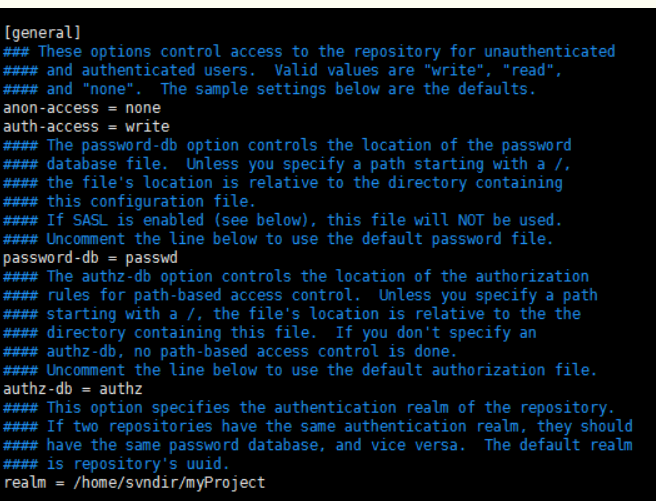 [general]
### These options control access to the repository for unauthenticated
#### and authenticated users.  Valid values are "write", "read",
#### and "none".  The sample settings below are the defaults.
anon-access = none
auth-access = write
#### The password-db option controls the location of the password
#### database file.  Unless you specify a path starting with a /,
#### the file's location is relative to the directory containing
#### this configuration file.
#### If SASL is enabled (see below), this file will NOT be used.
#### Uncomment the line below to use the default password file.
password-db = passwd
#### The authz-db option controls the location of the authorization
#### rules for path-based access control.  Unless you specify a path
#### starting with a /, the file's location is relative to the the
#### directory containing this file.  If you don't specify an
#### authz-db, no path-based access control is done.
#### Uncomment the line below to use the default authorization file.
authz-db = authz
#### This option specifies the authentication realm of the repository.
#### If two repositories have the same authentication realm, they should
#### have the same password database, and vice versa.  The default realm
#### is repository's uuid.
realm = /home/svndir/myProject